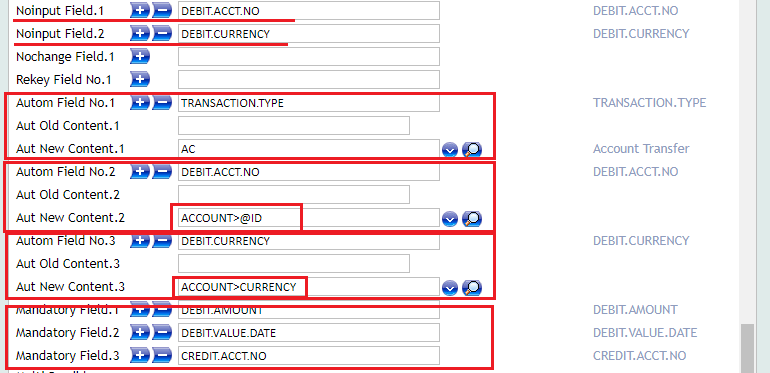 Noinput Field.1 DEBIT.ACCT.NO DEBIT.ACCT.NO
Noinput Field.2 DEBIT.CURRENCY DEBIT.CURRENCY
Nochange Field.1
Rekey Field No.1
Autom Field No.1 TRANSACTION.TYPE TRANSACTION.TYPE
Aut Old Content.1
Aut New Content.1 AC Account Transfer
Autom Field No.2 DEBIT.ACCT.NO DEBIT.ACCT.NO
Aut Old Content.2
Aut New Content.2 ACCOUNT>@ID
Autom Field No.3 DEBIT.CURRENCY DEBIT.CURRENCY
Aut Old Content.3
Aut New Content.3 ACCOUNT>CURRENCY
Mandatory Field.1 DEBIT.AMOUNT DEBIT.AMOUNT
Mandatory Field.2 DEBIT.VALUE.DATE DEBIT.VALUE.DATE
Mandatory Field.3 CREDIT.ACCT.NO CREDIT.ACCT.NO